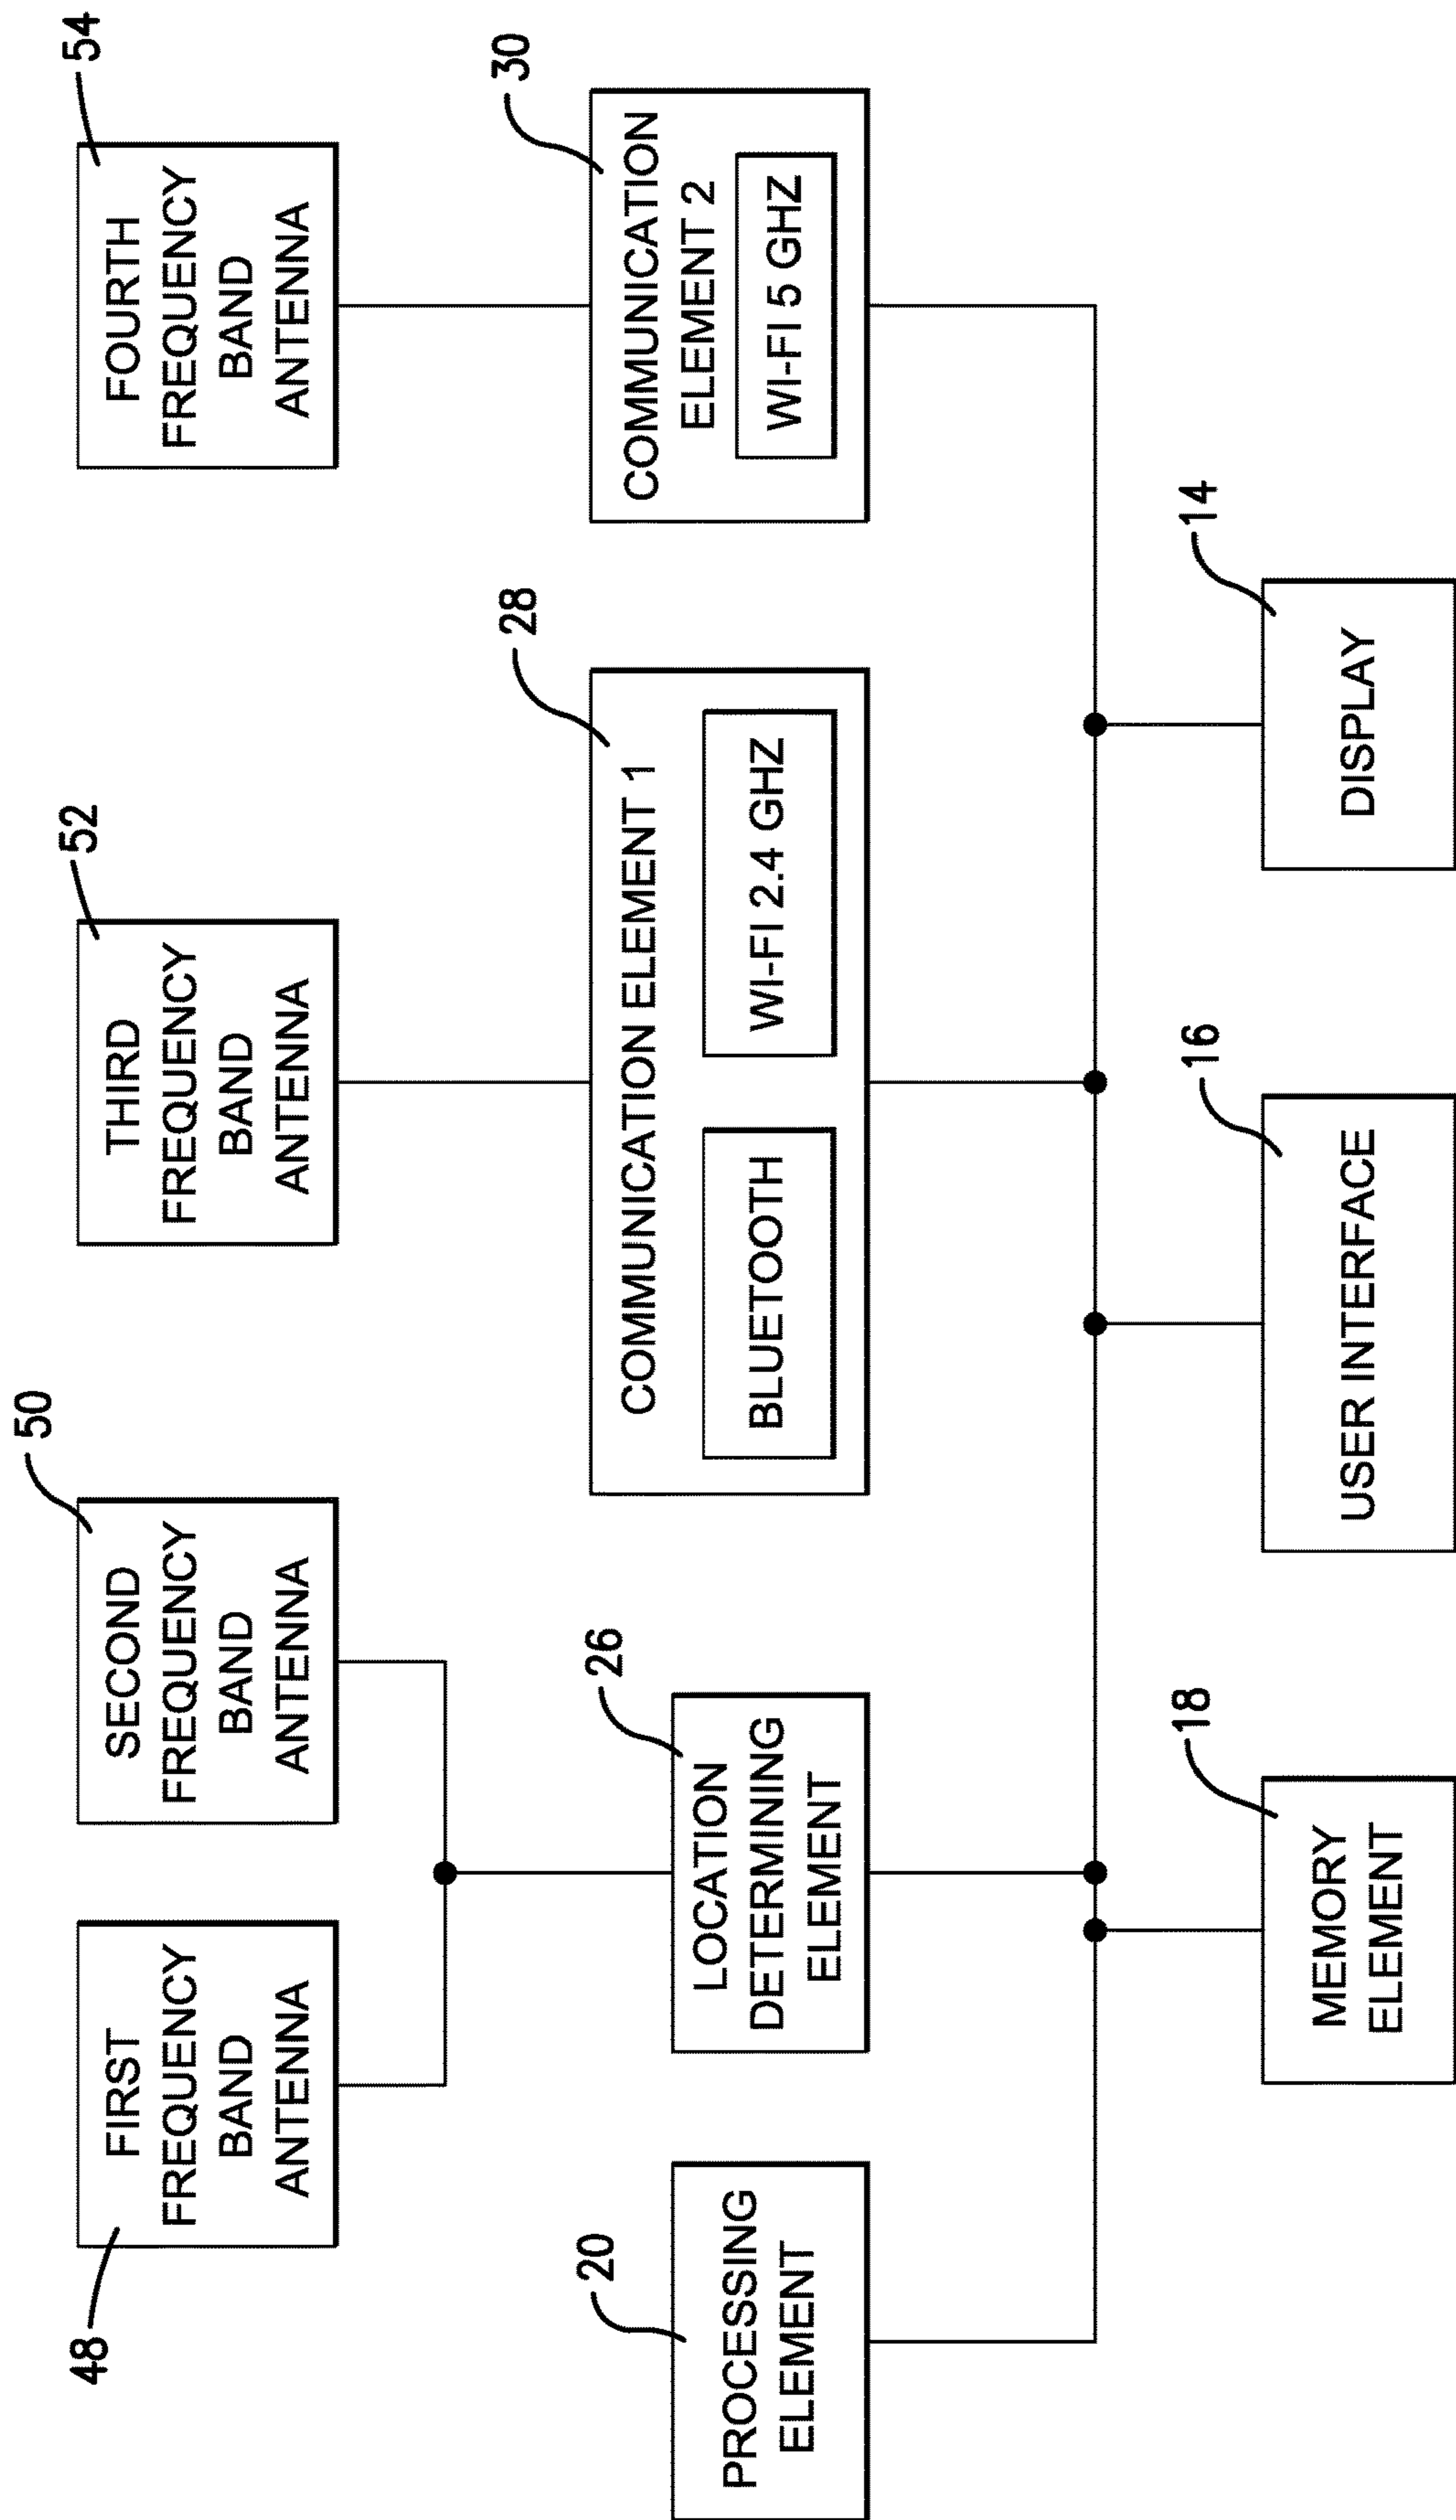 48
FIRST
FREQUENCY
BAND
ANTENNA
50
SECOND
FREQUENCY
BAND
ANTENNA
52
THIRD
FREQUENCY
BAND
ANTENNA
54
FOURTH
FREQUENCY
BAND
ANTENNA
20
PROCESSING
ELEMENT
26
LOCATION
DETERMINING
ELEMENT
28
COMMUNICATION ELEMENT 1
BLUETOOTH
WI-FI 2.4 GHZ
30
COMMUNICATION
ELEMENT 2
WI-FI 5 GHZ
18
MEMORY
ELEMENT
16
USER INTERFACE
14
DISPLAY